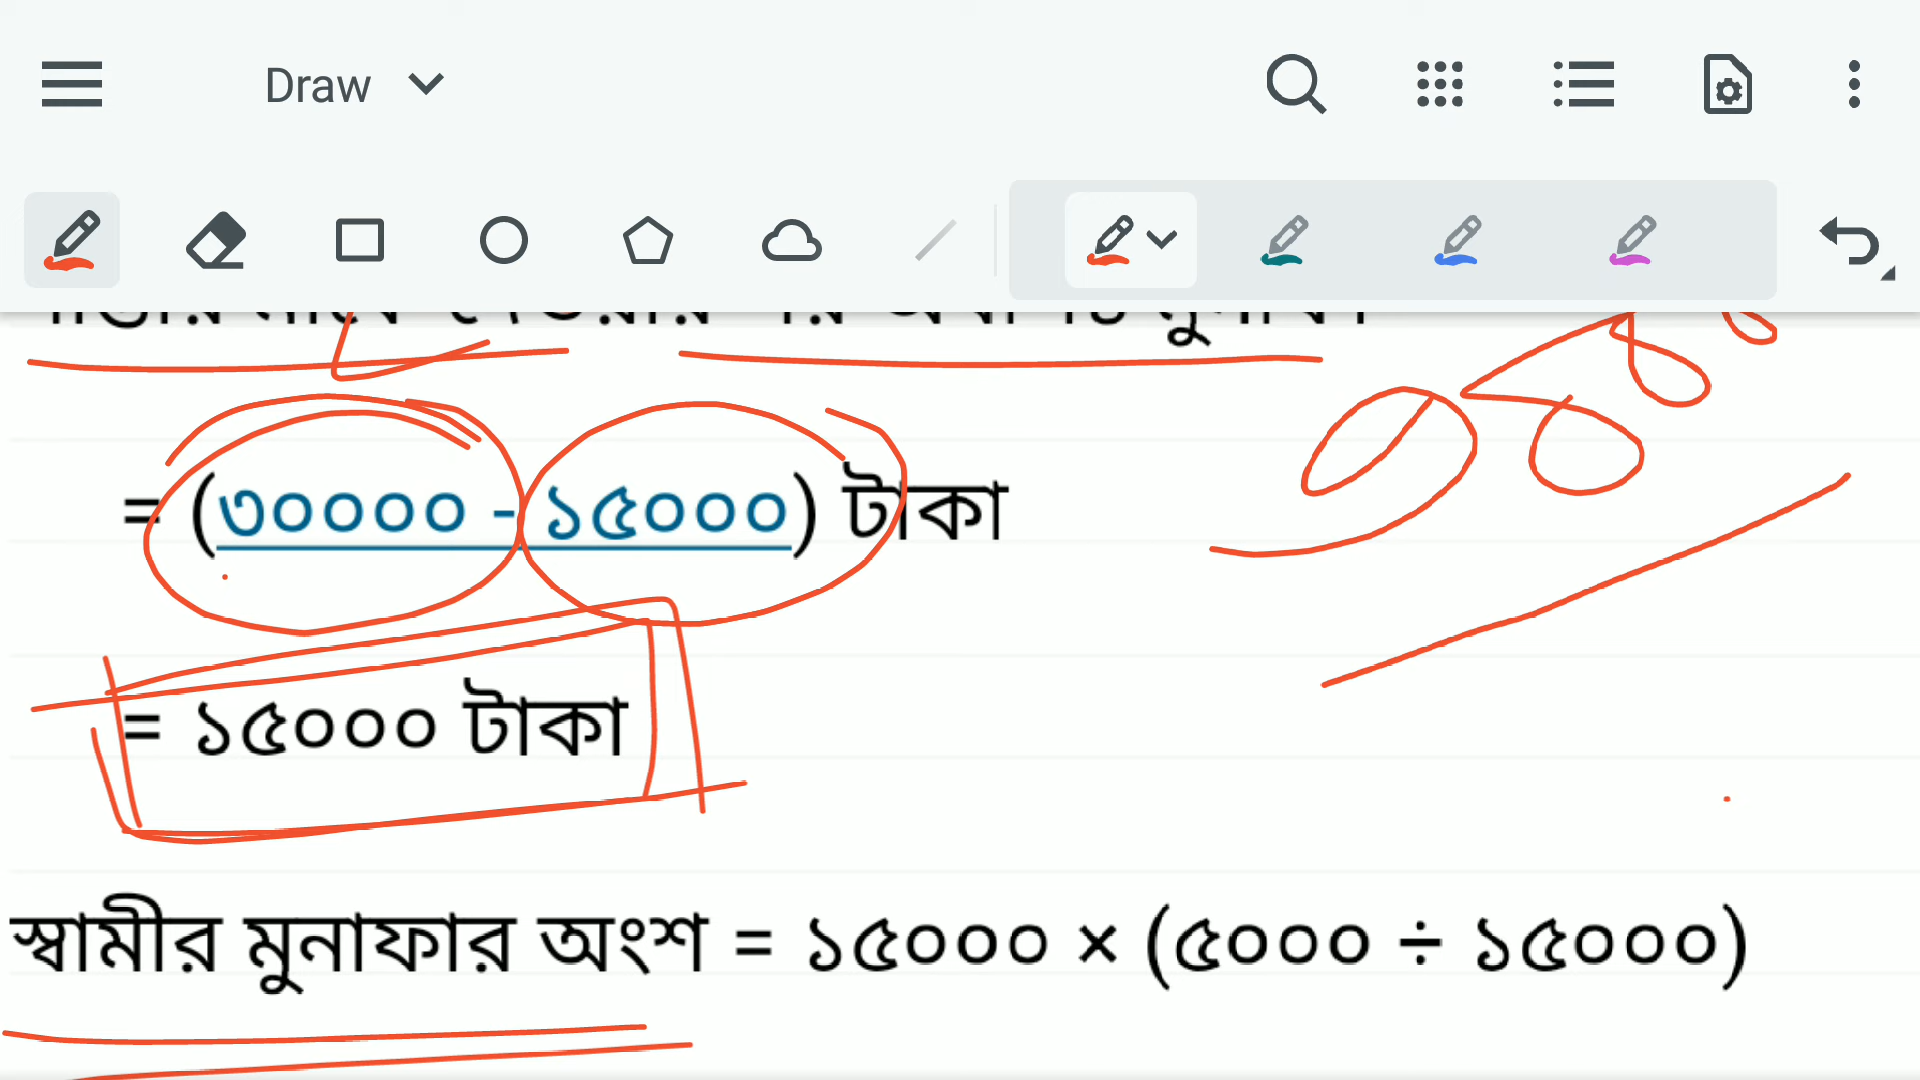 Draw
= (৩০০০০ - ১৫০০০) টাকা
= ১৫০০০ টাকা
স্বামীর মুনাফার অংশ = ১৫০০০ × (৫০০০ ÷ ১৫০০০)